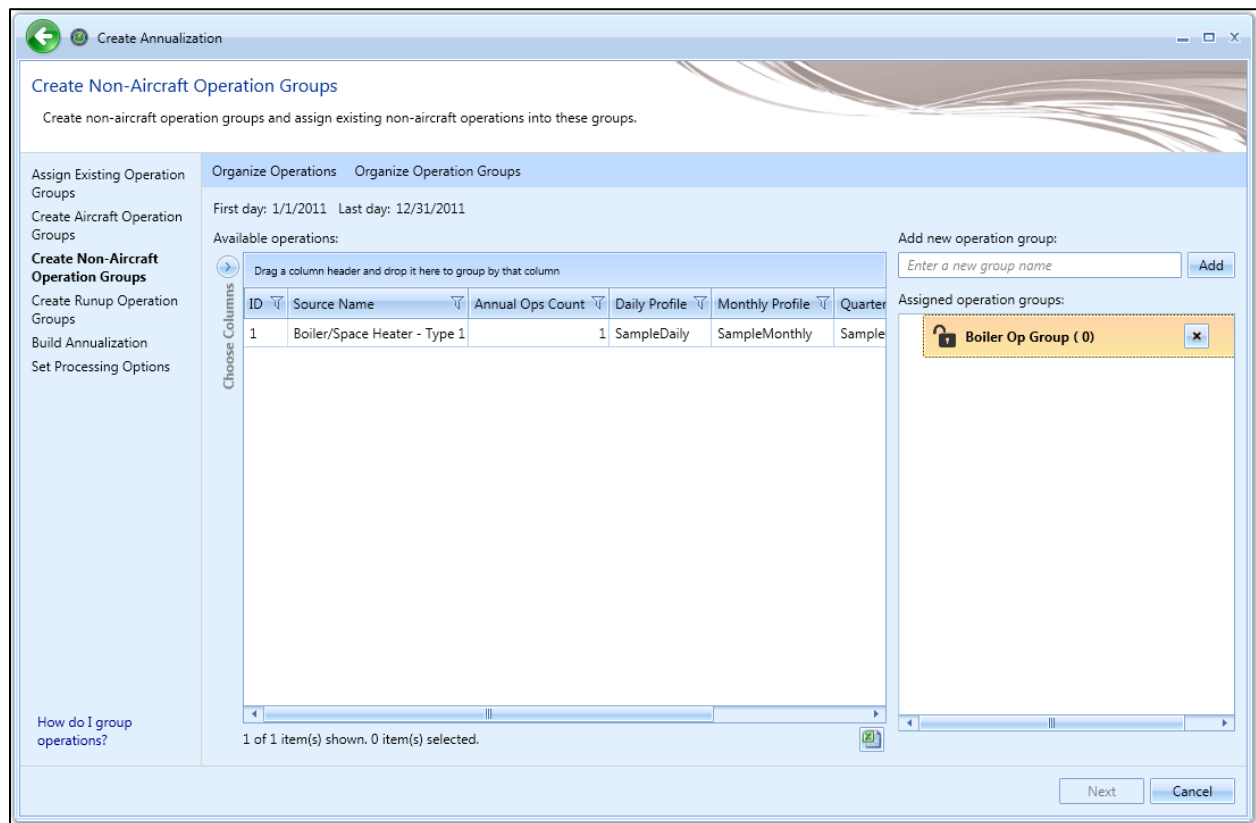 Create Annualization
Create Non-Aircraft Operation Groups
Create non-aircraft operation groups and assign existing non-aircraft operations into these groups.
Assign Existing Operation
Groups
Create Aircraft Operation
Groups
Create Non-Aircraft
Operation Groups
Create Runup Operation
Groups
Build Annualization
Set Processing Options
How do I group
operations?
Organize Operations Organize Operation Groups
First day: 1/1/2011 Last day: 12/31/2011
Available operations:
Choose Columns
Drag a column header and drop it here to group by that column
ID Source Name Annual Ops Count Daily Profile Monthly Profile Quarter
1 Boiler/Space Heater - Type 1 1 SampleDaily SampleMonthly Sample
1 of 1 item(s) shown. 0 item(s) selected.
Add new operation group:
Enter a new group name Add
Assigned operation groups:
Boiler Op Group ( 0)
Next Cancel